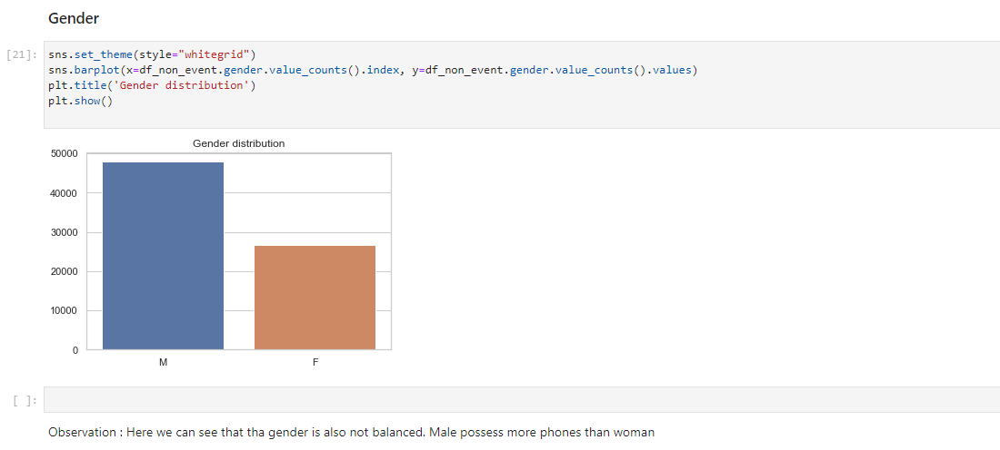 Gender
[21]: sns.set_theme(style="whitegrid")
sns.barplot(x=df_non_event.gender.value_counts().index, y=df_non_event.gender.value_counts().values)
plt.title('Gender distribution')
plt.show()
Gender distribution
50000
40000
30000
20000
10000
0
M F
[ ]:
Observation : Here we can see that tha gender is also not balanced. Male possess more phones than woman